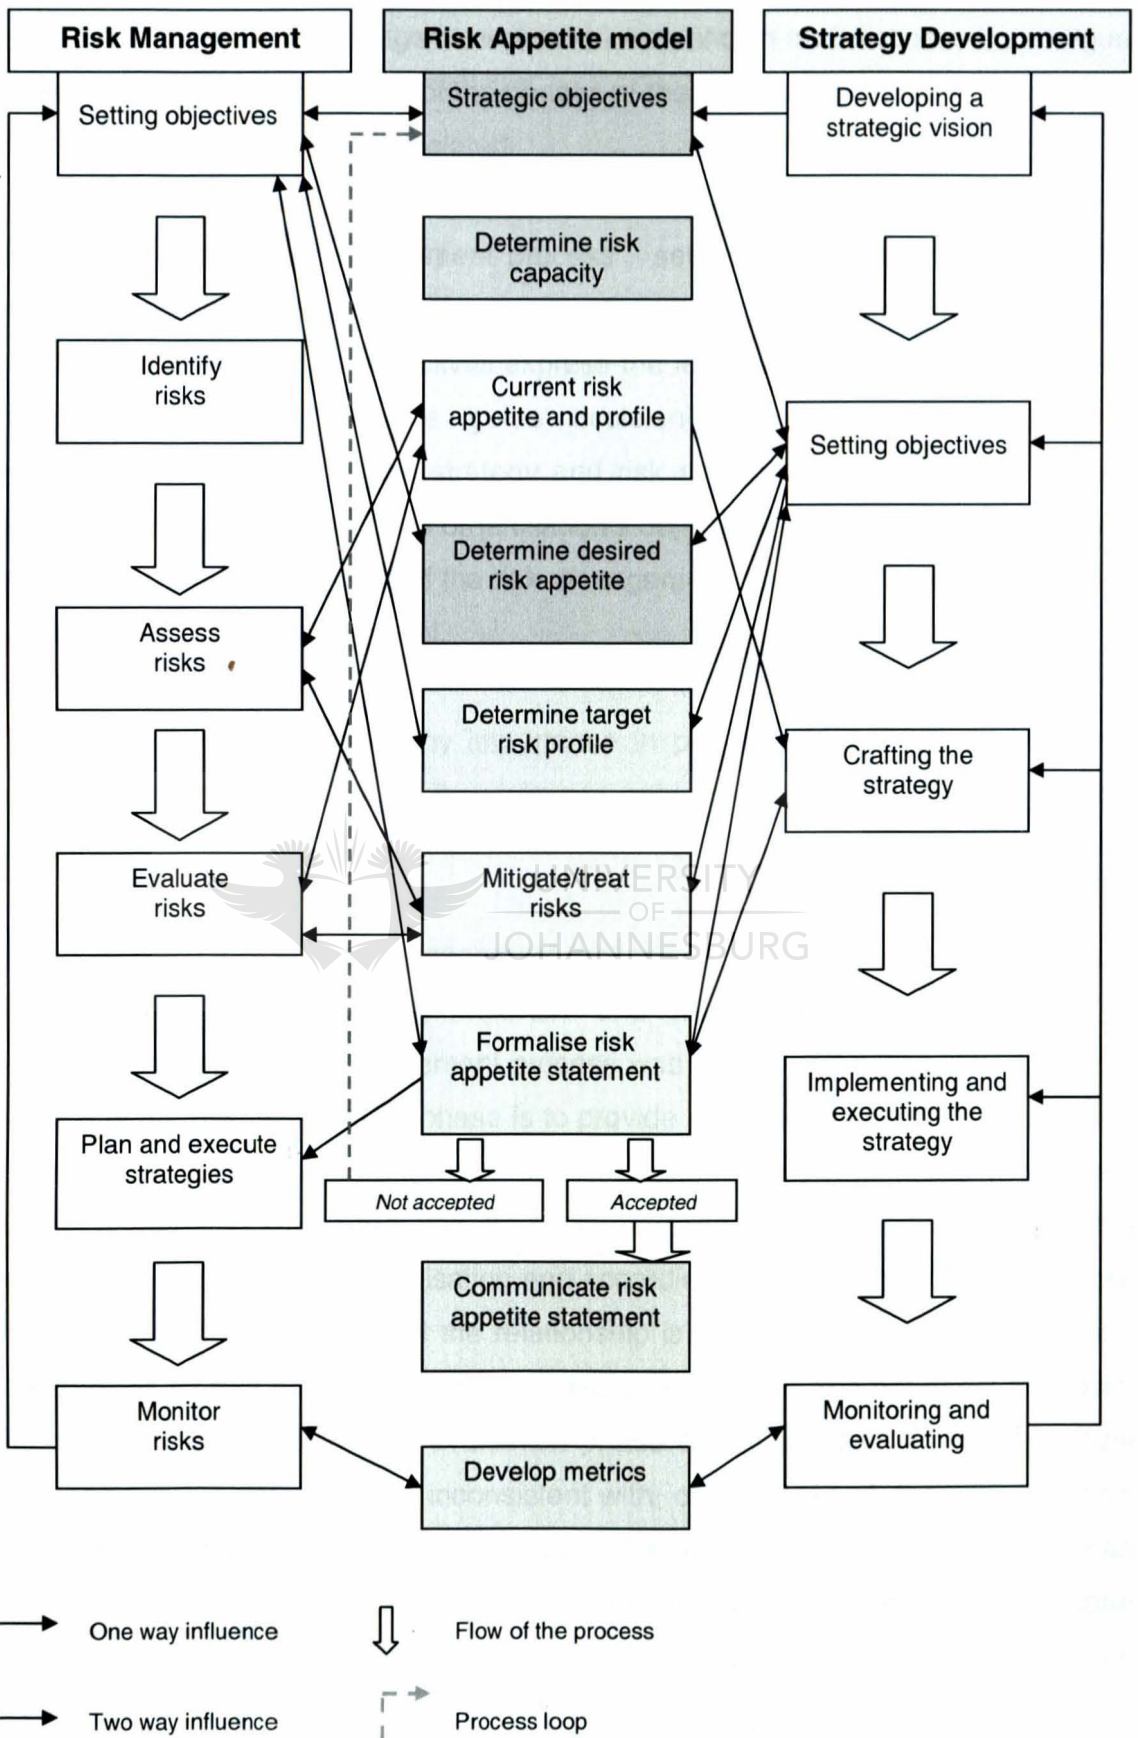 Risk Management
Risk Appetite model
Strategy Development
Setting objectives
Strategic objectives
Developing a
strategic vision
Determine risk
capacity
Identify
risks
Current risk
appetite and profile
Setting objectives
Determine desired
risk appetite
Assess
risks
Determine target
risk profile
Crafting the
strategy
Evaluate
risks
Mitigate/treat
risks
UNIVERSITY
OF
JOHANNESBURG
Formalise risk
appetite statement
Implementing and
executing the
strategy
Plan and execute
strategies
Not accepted
Accepted
Communicate risk
appetite statement
Monitor
risks
Monitoring and
evaluating
Develop metrics
One way influence
Flow of the process
Two way influence
Process loop